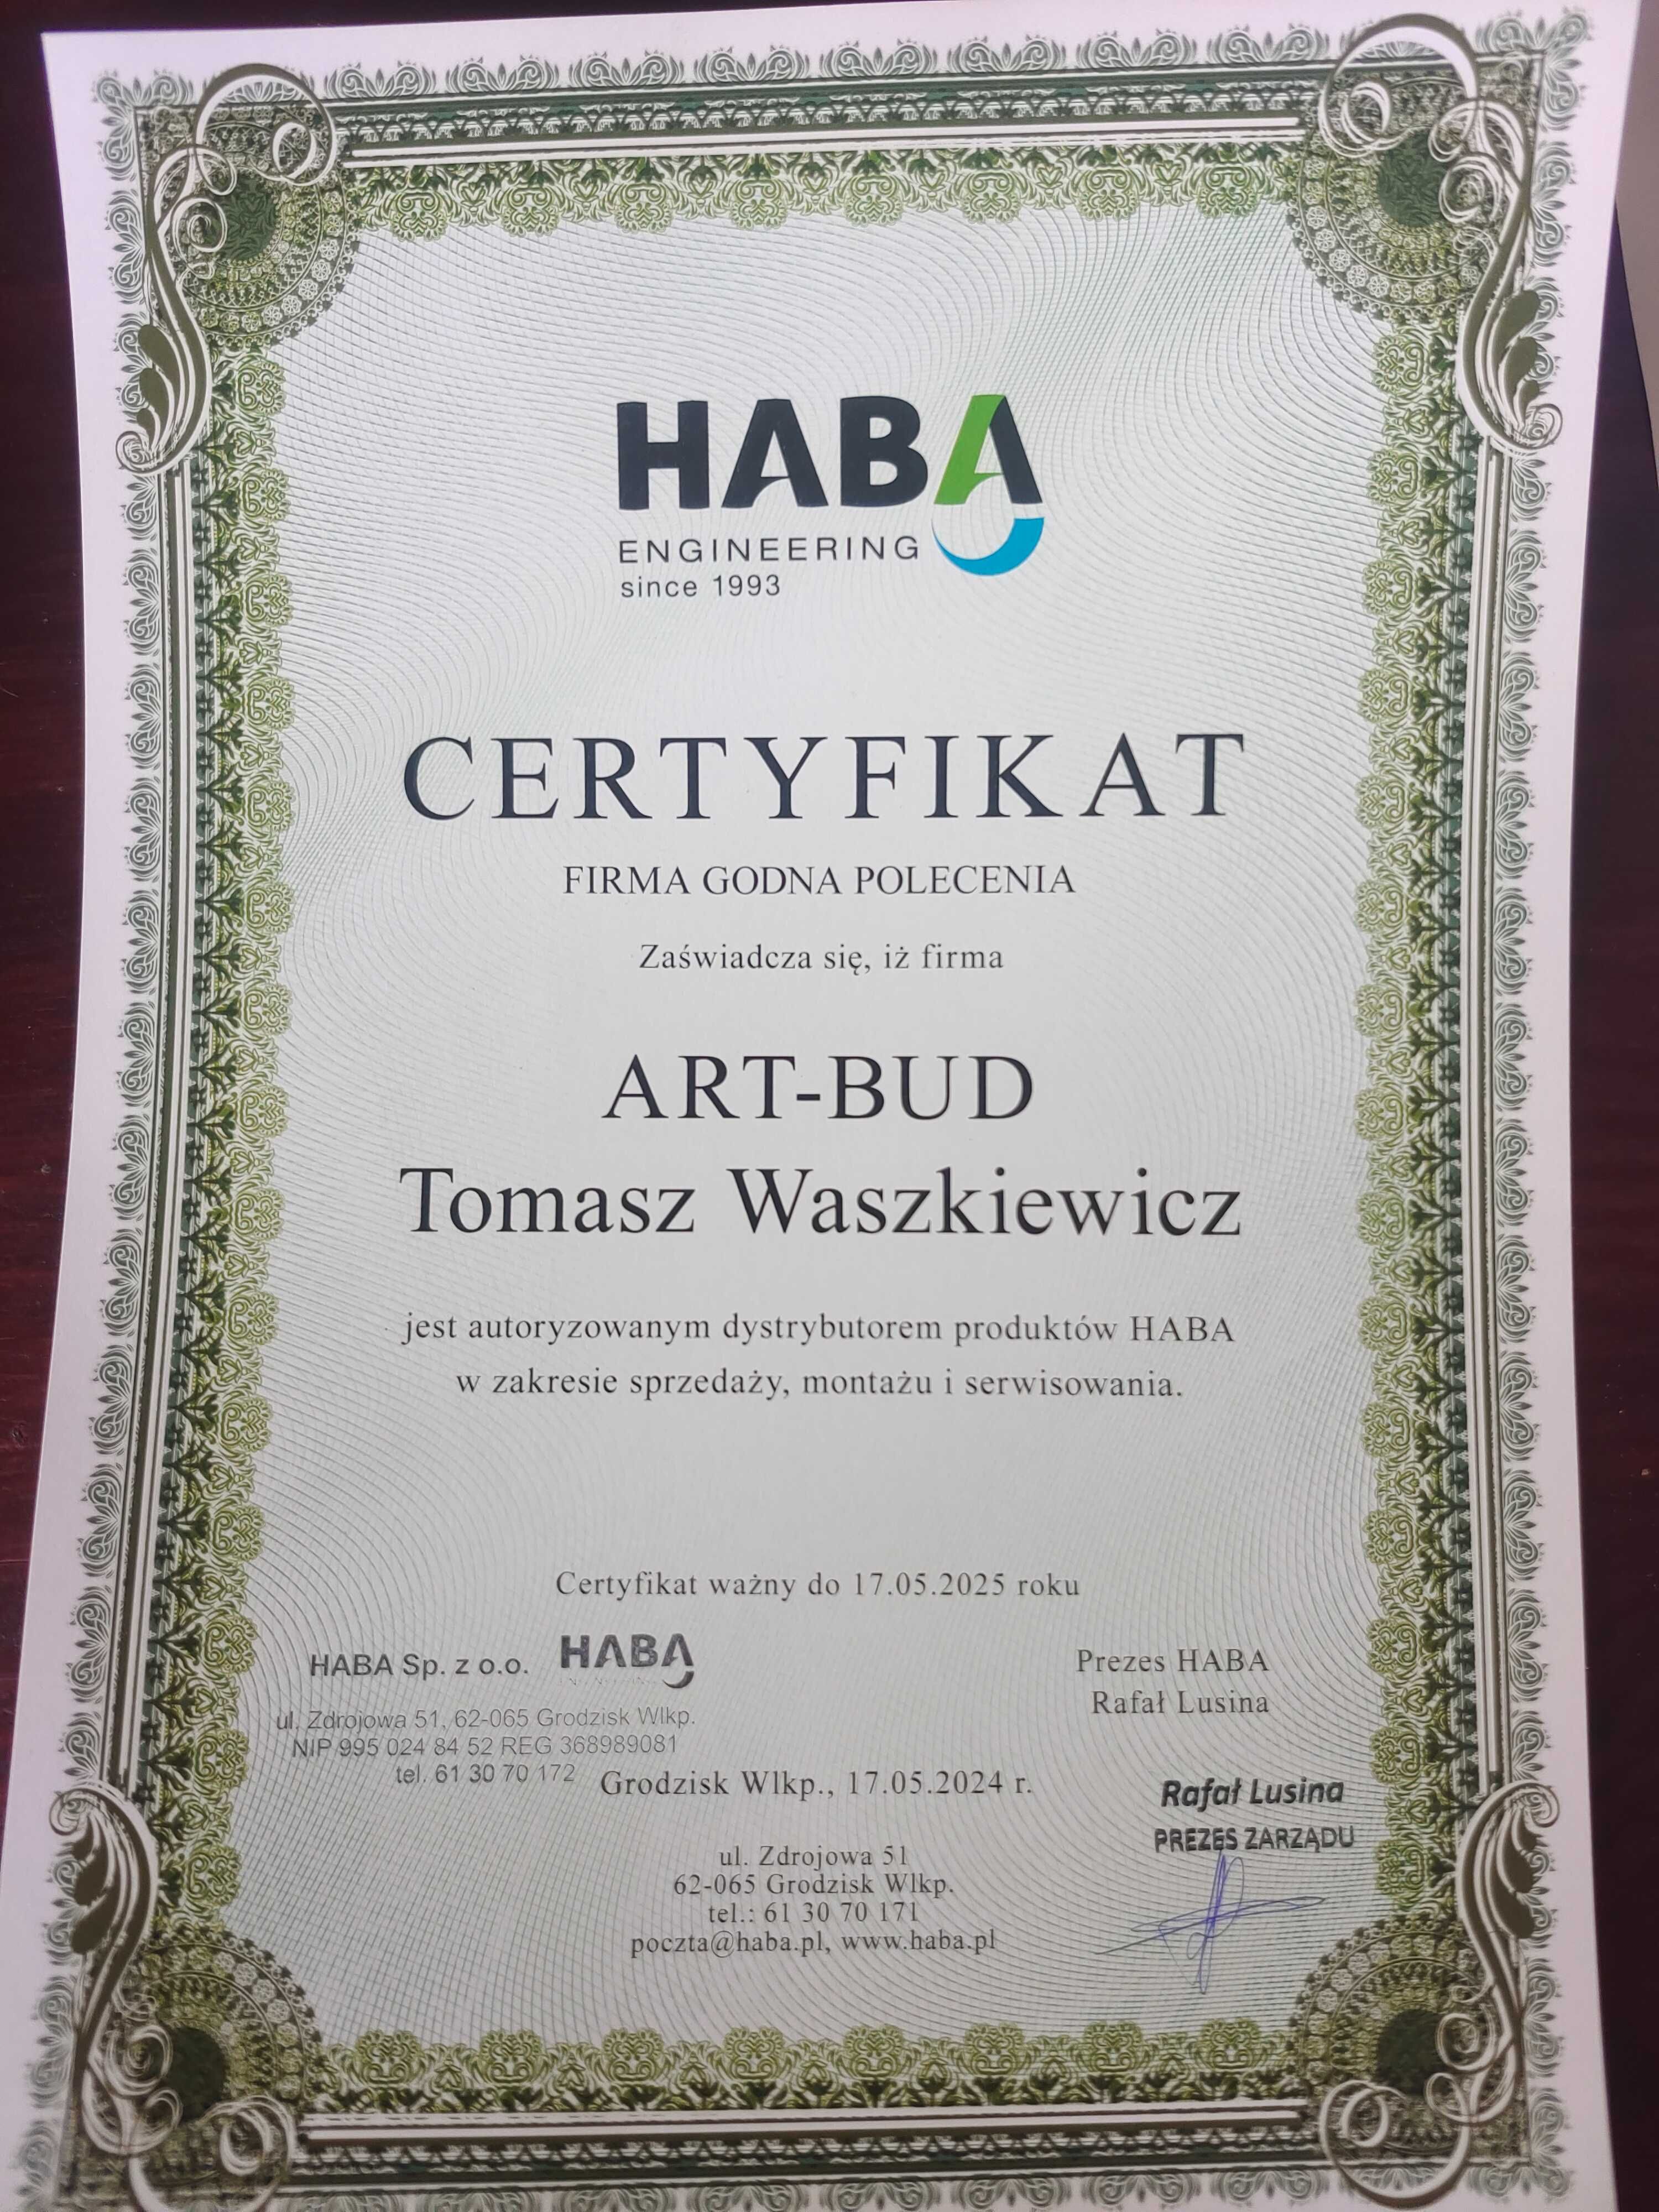 HABA
ENGINEERING
since 1993
CERTYFIKAT
FIRMA GODNA POLECENIA
Zaświadcza się, iż firma
ART-BUD
Tomasz Waszkiewicz
jest autoryzowanym dystrybutorem produktów HABA
w zakresie sprzedaży, montażu i serwisowania.
Certyfikat ważny do 17.05.2025 roku
HABA Sp. z o.o. HABA
ul. Zdrojowa 51, 62-065 Grodzisk Wlkp.
NIP 995 024 84 52 REG 368989081
tel. 61 30 70 172
Prezes HABA
Rafał Lusina
Grodzisk Wlkp., 17.05.2024 r.
Rafał Lusina
PREZES ZARZĄDU
ul. Zdrojowa 51
62-065 Grodzisk Wlkp.
tel.: 61 30 70 171
poczta@haba.pl, www.haba.pl